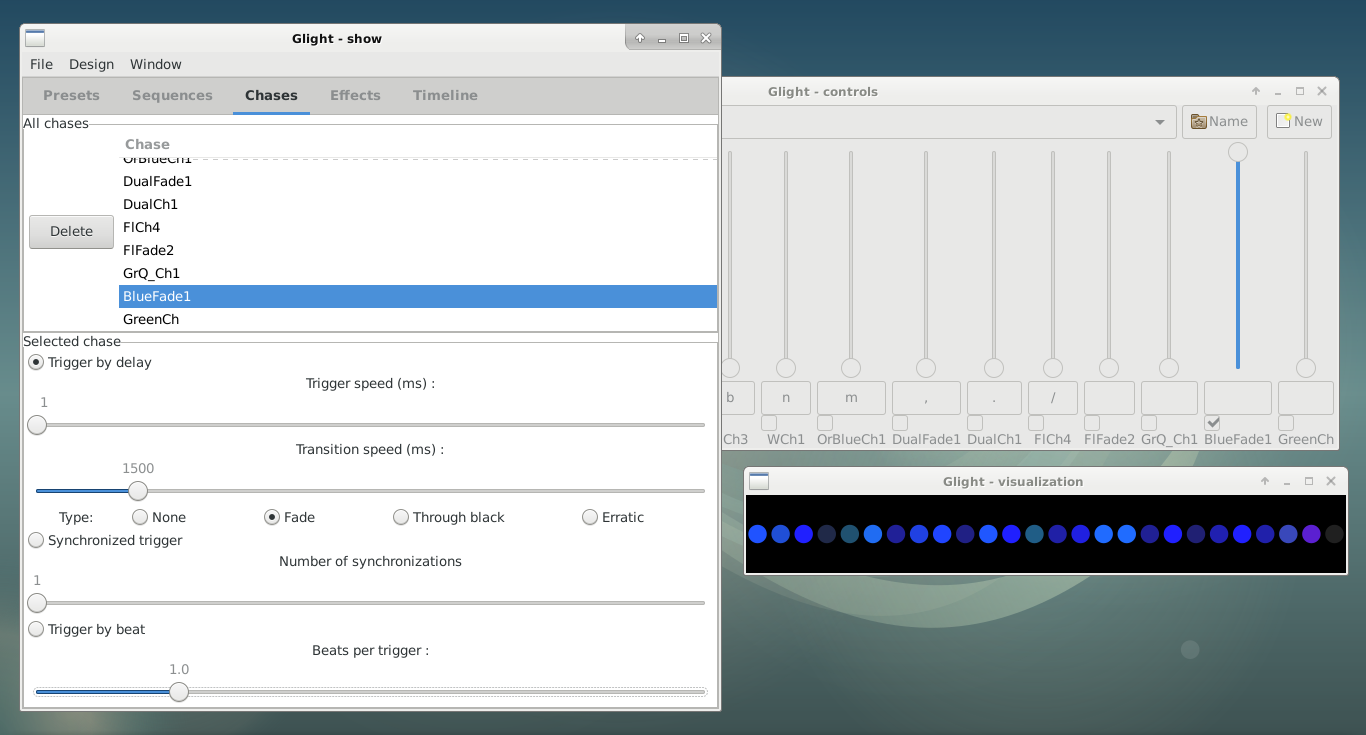 Glight - show
File Design Window
Presets Sequences Chases Effects Timeline
All chases
Chase
OrBlueCh1
DualFade1
DualCh1
FlCh4
FlFade2
GrQ_Ch1
BlueFade1
GreenCh
Delete
Selected chase
Trigger by delay
Trigger speed (ms) :
1
Transition speed (ms) :
1500
Type: None Fade Through black Erratic
Synchronized trigger
Number of synchronizations
1
Trigger by beat
Beats per trigger :
1.0
Glight - controls
Name New
b n m , . /
Ch3 WCh1 OrBlueCh1 DualFade1 DualCh1 FlCh4 FlFade2 GrQ_Ch1 BlueFade1 GreenCh
Glight - visualization